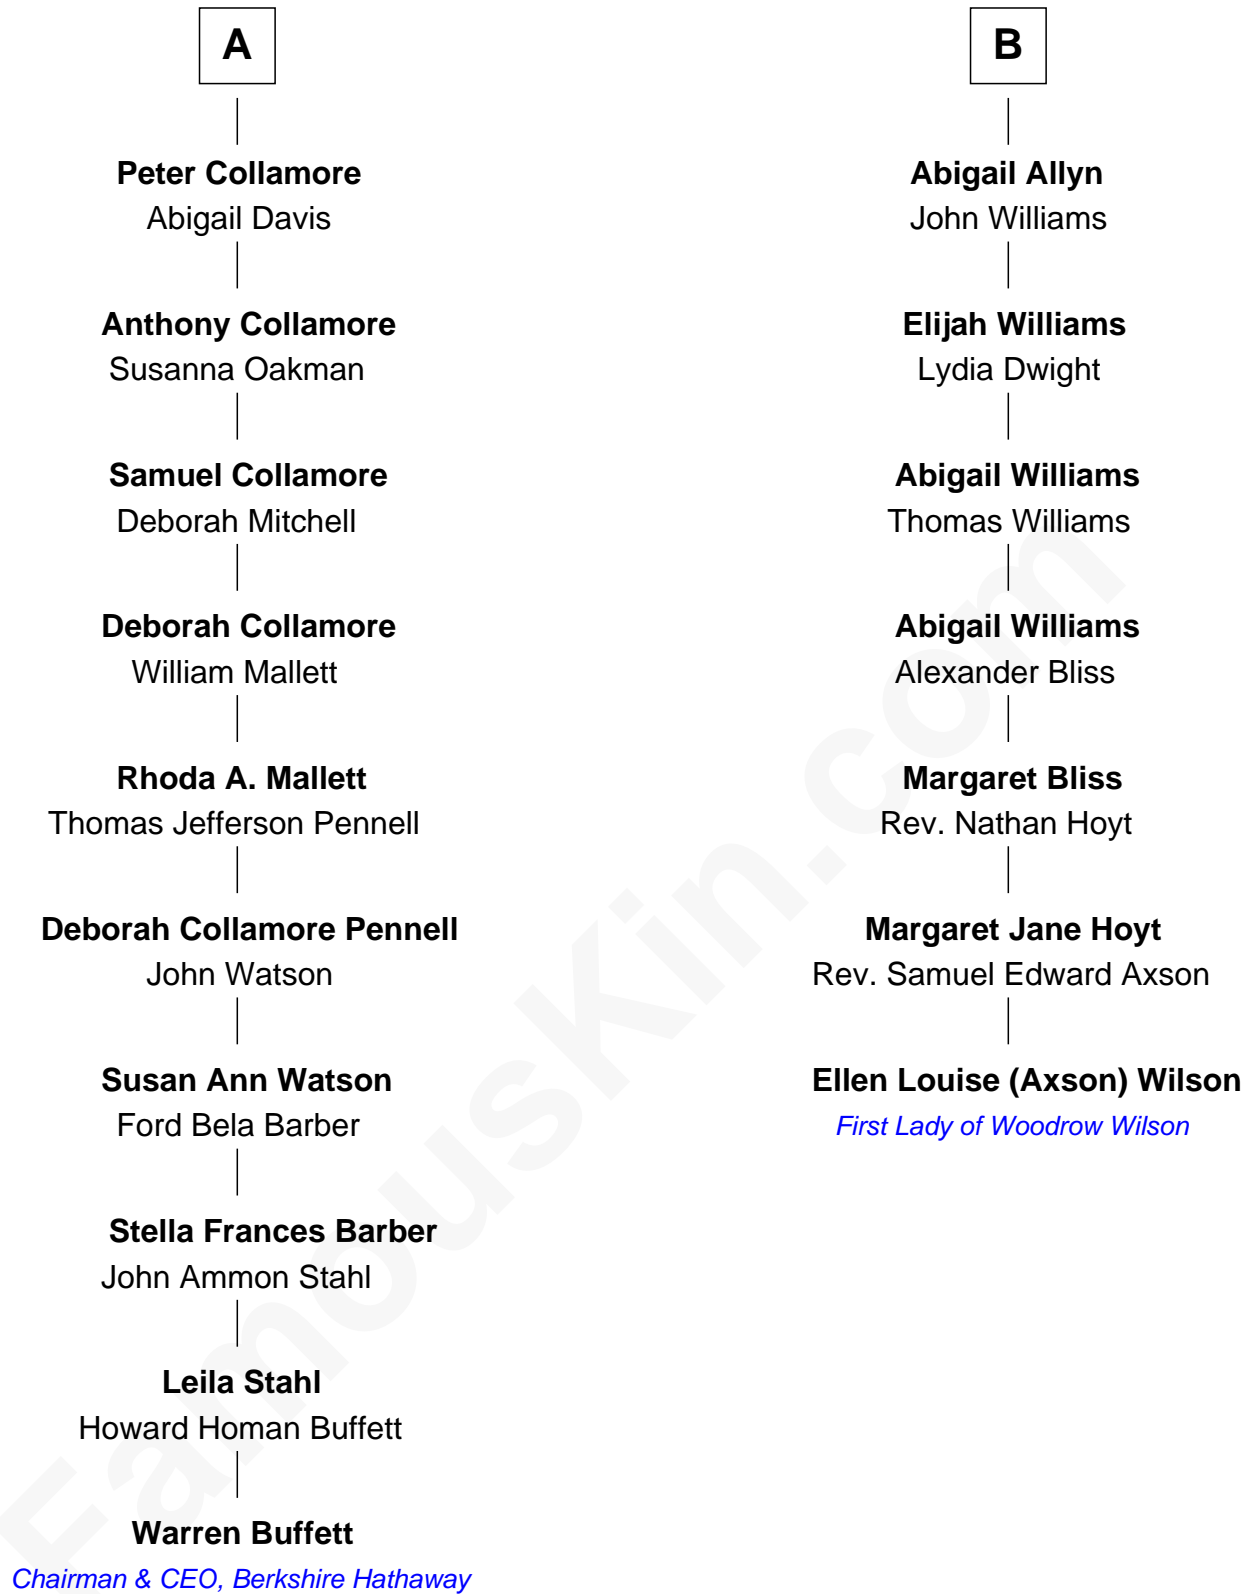 A
Peter Collamore
Abigail Davis
Anthony Collamore
Susanna Oakman
Samuel Collamore
Deborah Mitchell
Deborah Collamore
William Mallett
Rhoda A. Mallett
Thomas Jefferson Pennell
Deborah Collamore Pennell
John Watson
Susan Ann Watson
Ford Bela Barber
Stella Frances Barber
John Ammon Stahl
Leila Stahl
Howard Homan Buffett
Warren Buffett
Chairman & CEO, Berkshire Hathaway
B
Abigail Allyn
John Williams
Elijah Williams
Lydia Dwight
Abigail Williams
Thomas Williams
Abigail Williams
Alexander Bliss
Margaret Bliss
Rev. Nathan Hoyt
Margaret Jane Hoyt
Rev. Samuel Edward Axson
Ellen Louise (Axson) Wilson
First Lady of Woodrow Wilson
FamousKin.com